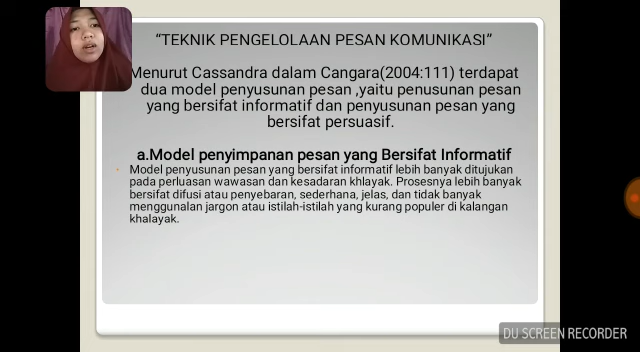 “TEKNIK PENGELOLAAN PESAN KOMUNIKASI”
Menurut Cassandra dalam Cangara(2004:111) terdapat
dua model penyusunan pesan ,yaitu penusunan pesan
yang bersifat informatif dan penyusunan pesan yang
bersifat persuasif.
a.Model penyimpanan pesan yang Bersifat Informatif
Model penyusunan pesan yang bersifat informatif lebih banyak ditujukan
pada perluasan wawasan dan kesadaran khlayak. Prosesnya lebih banyak
bersifat difusi atau penyebaran, sederhana, jelas, dan tidak banyak
menggunalan jargon atau istilah-istilah yang kurang populer di kalangan
khalayak.
DU SCREEN RECORDER